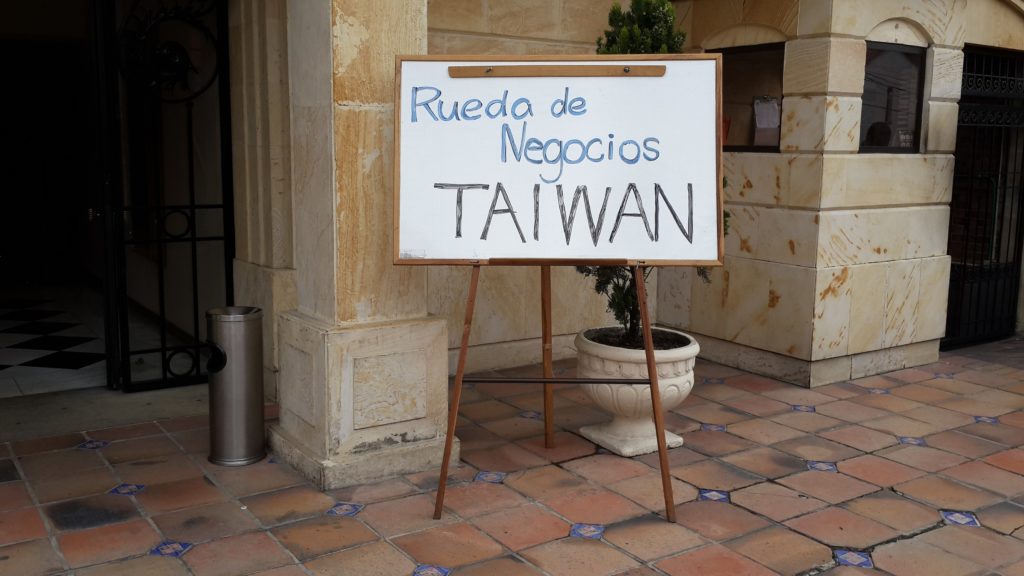 Rueda de
Negocios
TAIWAN